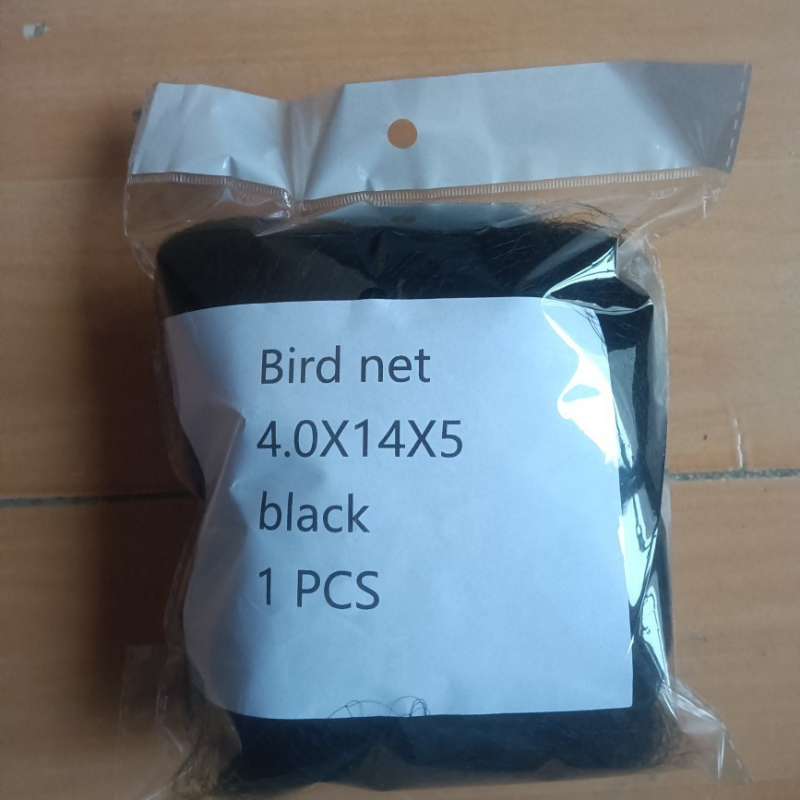 Bird net
4.0X14X5
black
1 PCS